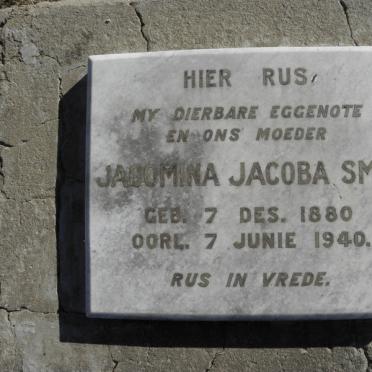 HIER RUS
MY DIERBARE EGGENOTE
EN ONS MOEDER
JACOMINA JACOBA SM
GEB. 7 DES. 1880
OORL. 7 JUNIE 1940.
RUS IN VREDE.